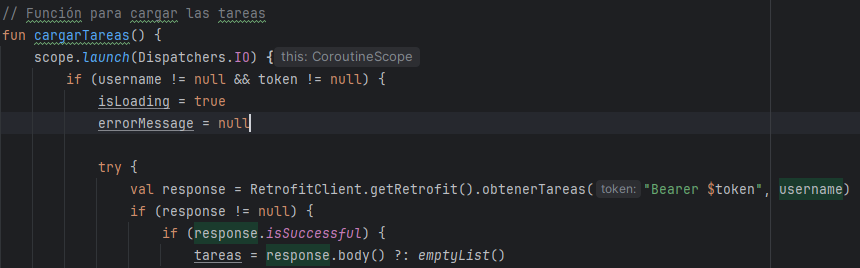 // Función para cargar las tareas
fun cargarTareas() {
scope.launch(Dispatchers.IO) { this: CoroutineScope
if (username != null && token != null) {
isLoading = true
errorMessage = null
try {
val response = RetrofitClient.getRetrofit().obtenerTareas( token: "Bearer $token", username)
if (response != null) {
if (response.isSuccessful) {
tareas = response.body() ?: emptyList()